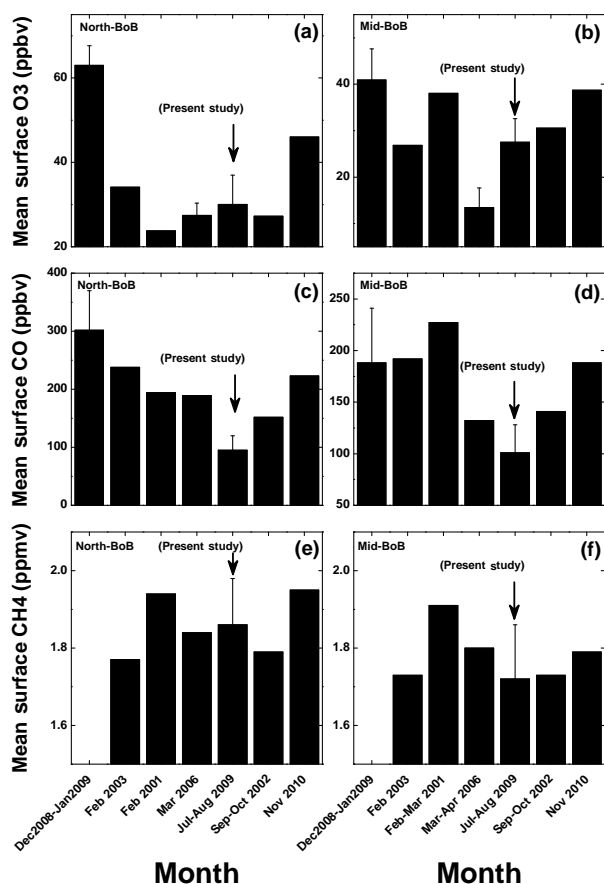 North-BoB
(a)
Mean surface O3 (ppbv)
60
40
20
(Present study)
Mid-BoB
(b)
40
20
(Present study)
North-BoB
(c)
Mean surface CO (ppbv)
400
300
200
100
0
(Present study)
Mid-BoB
(d)
250
225
200
175
150
125
100
75
50
(Present study)
North-BoB
(e)
Mean surface CH4 (ppmv)
2.0
1.8
1.6
(Present study)
Mid-BoB
(f)
2.0
1.8
1.6
(Present study)
Dec2008-Jan2009
Feb 2003
Feb 2001
Mar 2006
Jul-Aug 2009
Sep-Oct 2002
Nov 2010
Month
Dec2008-Jan2009
Feb 2003
Feb-Mar 2001
Mar-Apr 2006
Jul-Aug 2009
Sep-Oct 2002
Nov 2010
Month